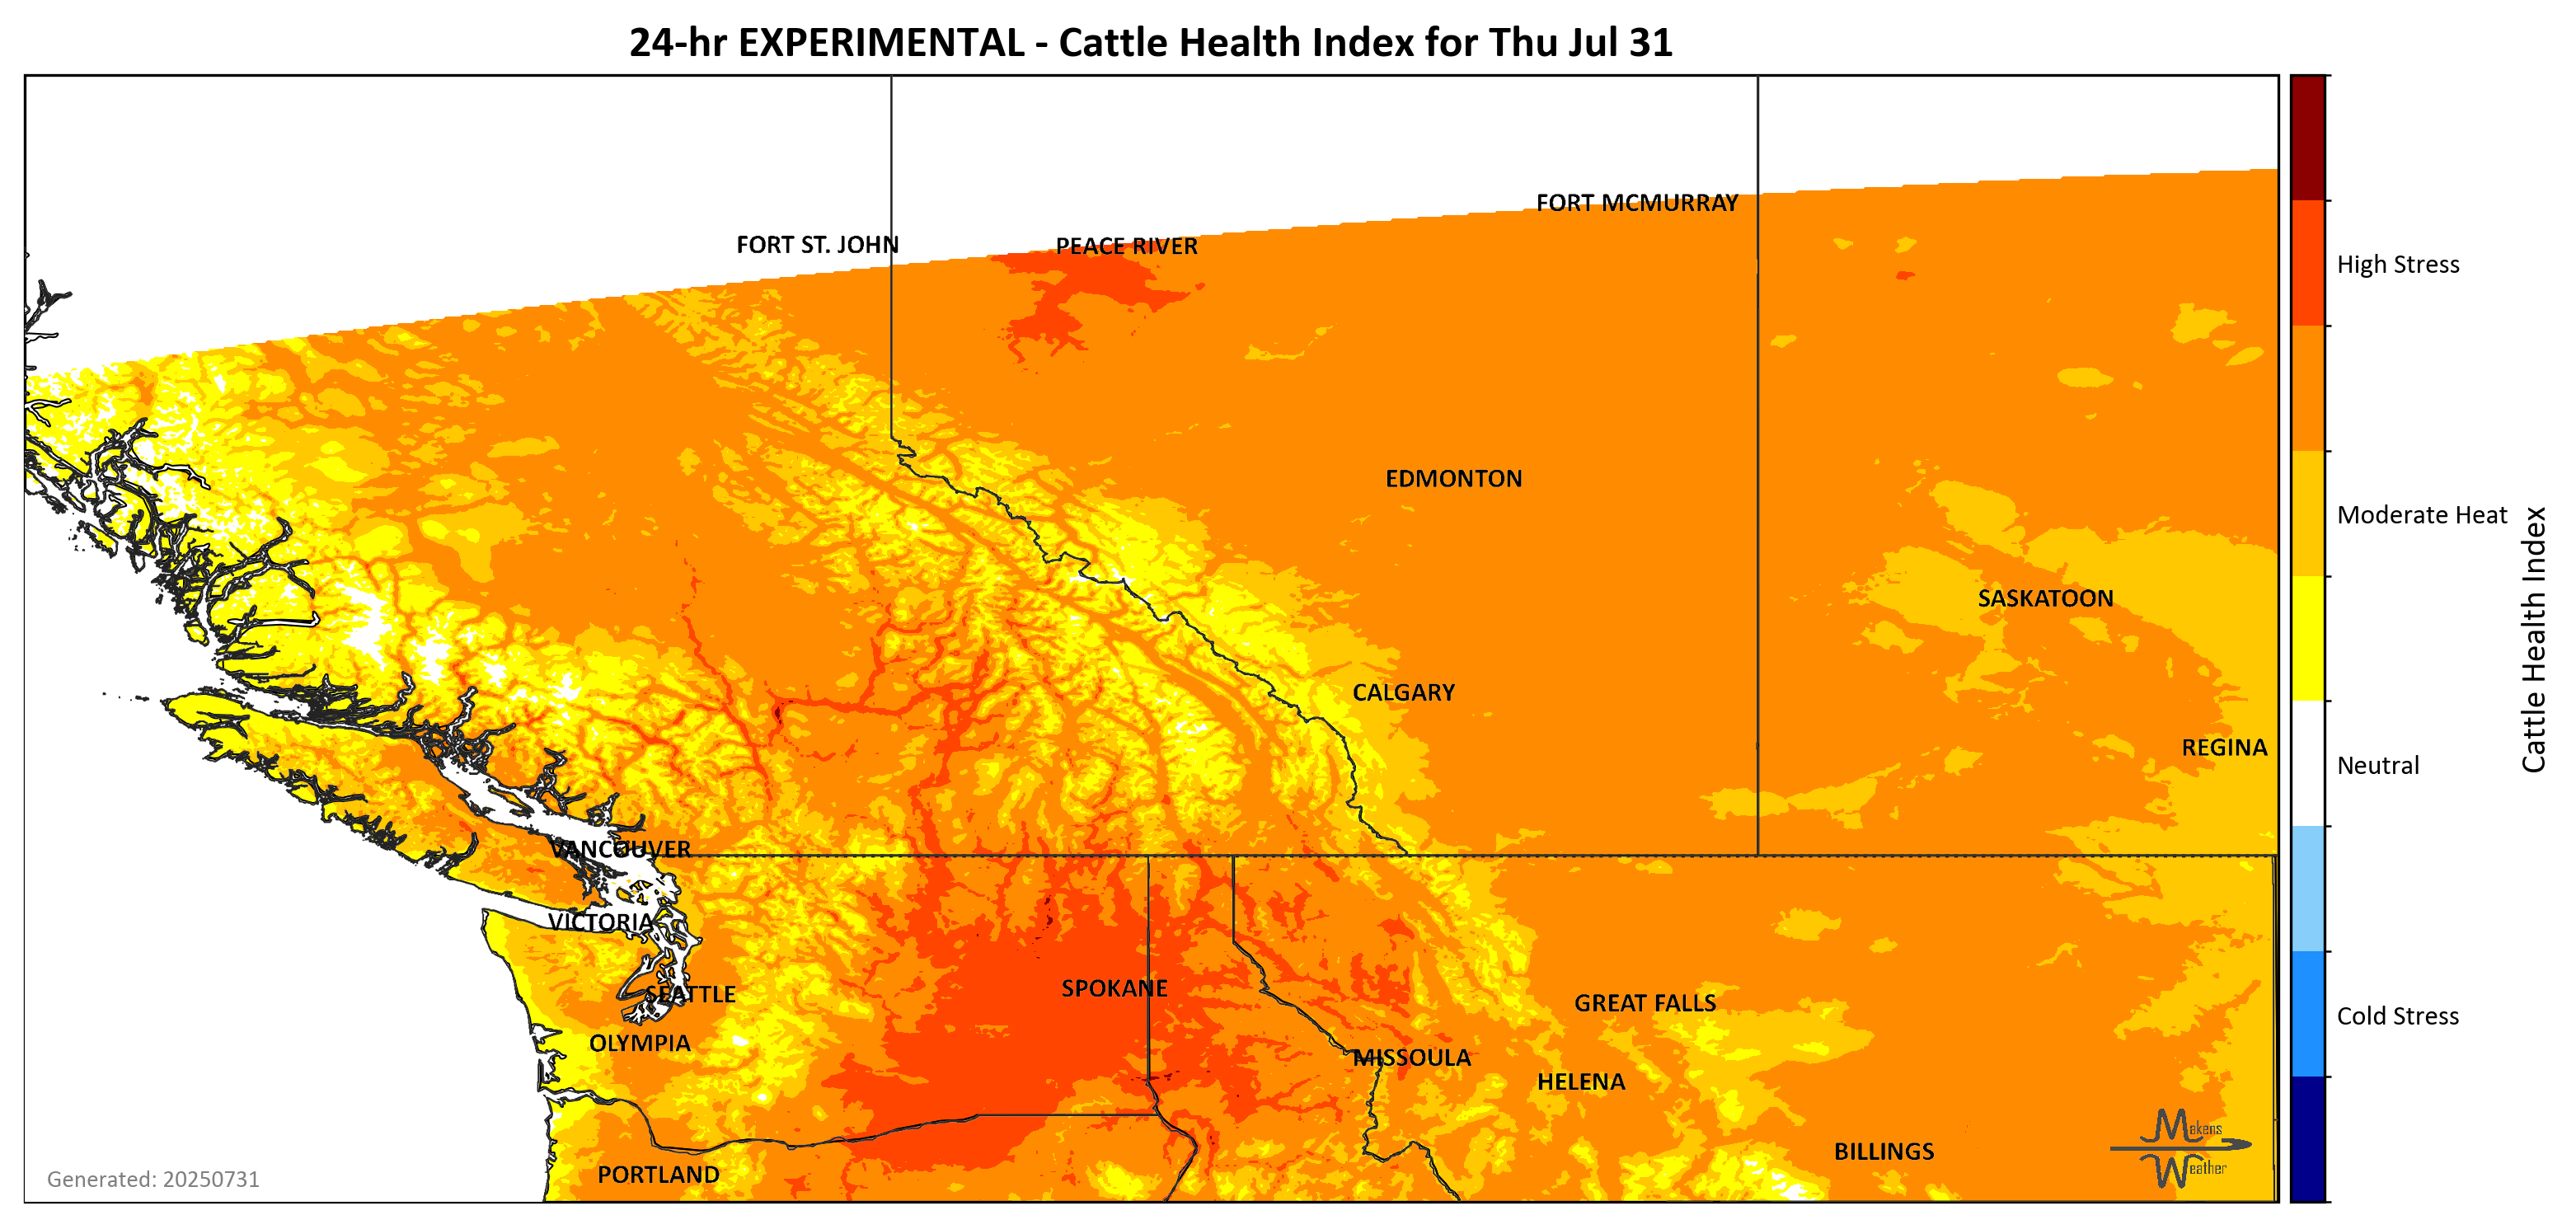 24-hr EXPERIMENTAL - Cattle Health Index for Thu Jul 31
FORT MCMURRAY
FORT ST. JOHN
PEACE RIVER
High Stress
EDMONTON
Moderate Heat
SASKATOON
CALGARY
Cattle Health Index
REGINA
Neutral
VANCOUVER
VICTORIA
SPOKANE
SEATTLE
GREAT FALLS
Cold Stress
OLYMPIA
MISSOULA
HELENA
Makens
Weather
BILLINGS
PORTLAND
Generated: 20250731